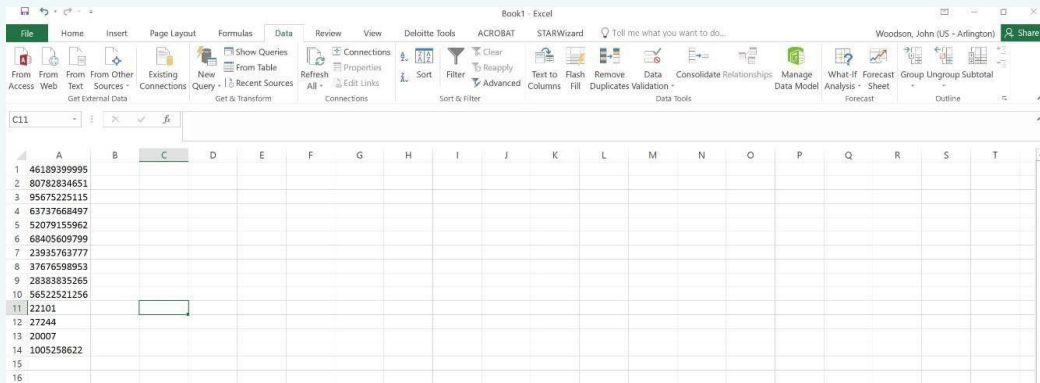 Book1 - Excel
File Home Insert Page Layout Formulas Data Review View Deloitte Tools ACROBAT STARWizard Tell me what you want to do... Woodson, John (US - Arlington) Share
Show Queries Connections Clear
From Table Properties Reapply
Recent Sources Edit Links Advanced
From Access From Web From Text From Other Sources Existing Connections New Query Refresh All Sort Filter Text to Columns Flash Fill Remove Duplicates Data Validation Consolidate Relationships Manage Data Model What-If Analysis Forecast Sheet Group Ungroup Subtotal
Get External Data Get & Transform Connections Sort & Filter Data Tools Forecast Outline
C11 fx
A B C D E F G H I J K L M N O P Q R S T
1 46189399995
2 80782834651
3 95675225115
4 63737668497
5 52079155962
6 68405609799
7 23935763777
8 37676598953
9 28383835265
10 56522521256
11 22101
12 27244
13 20007
14 1005258622
15
16